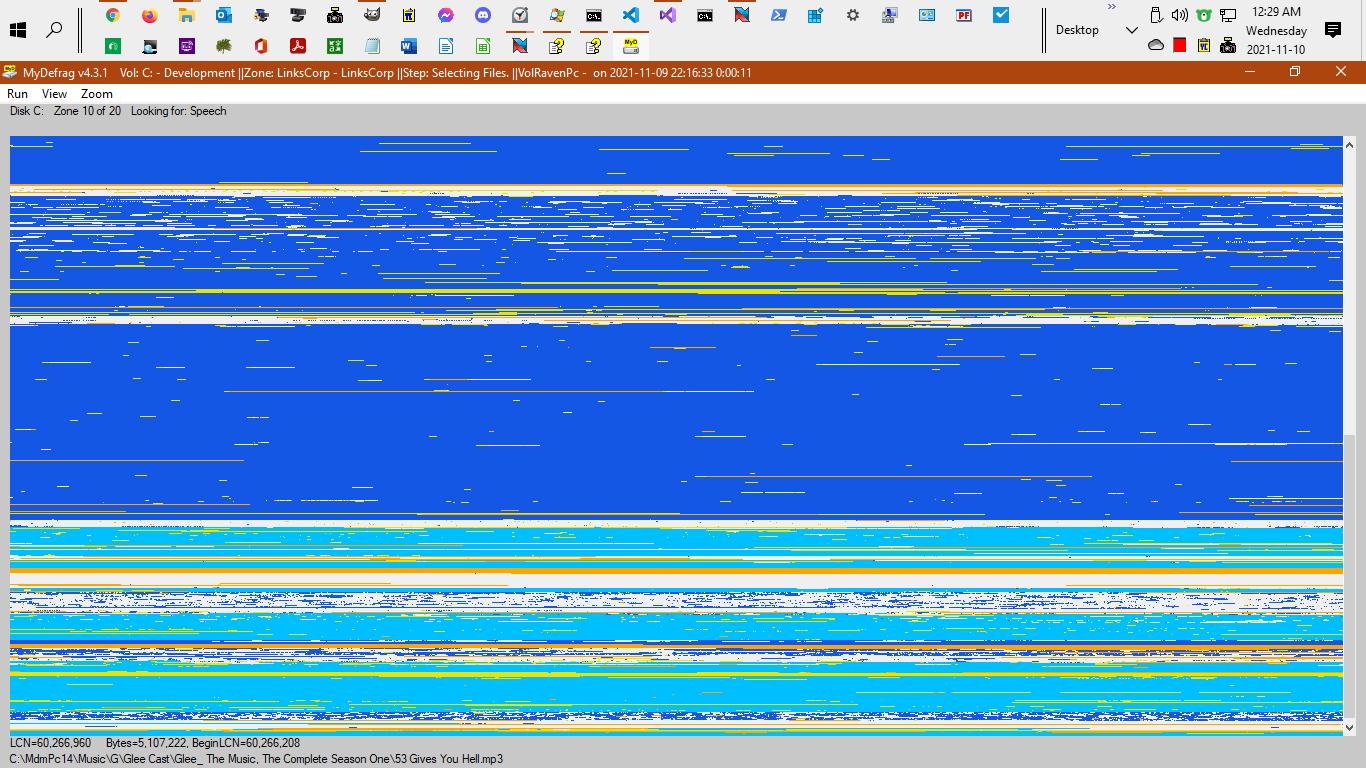 12:29 AM
Desktop
Wednesday
2021-11-10
MyDefrag v4.3.1 Vol: C: - Development ||Zone: LinksCorp - LinksCorp ||Step: Selecting Files. ||VolRavenPc - on 2021-11-09 22:16:33 0:00:11
Run View Zoom
Disk C: Zone 10 of 20 Looking for: Speech
LCN=60,266,960 Bytes=5,107,222, BeginLCN=60,266,208
C:\MdmPc14\Music\G\Glee Cast\Glee_ The Music, The Complete Season One\53 Gives You Hell.mp3